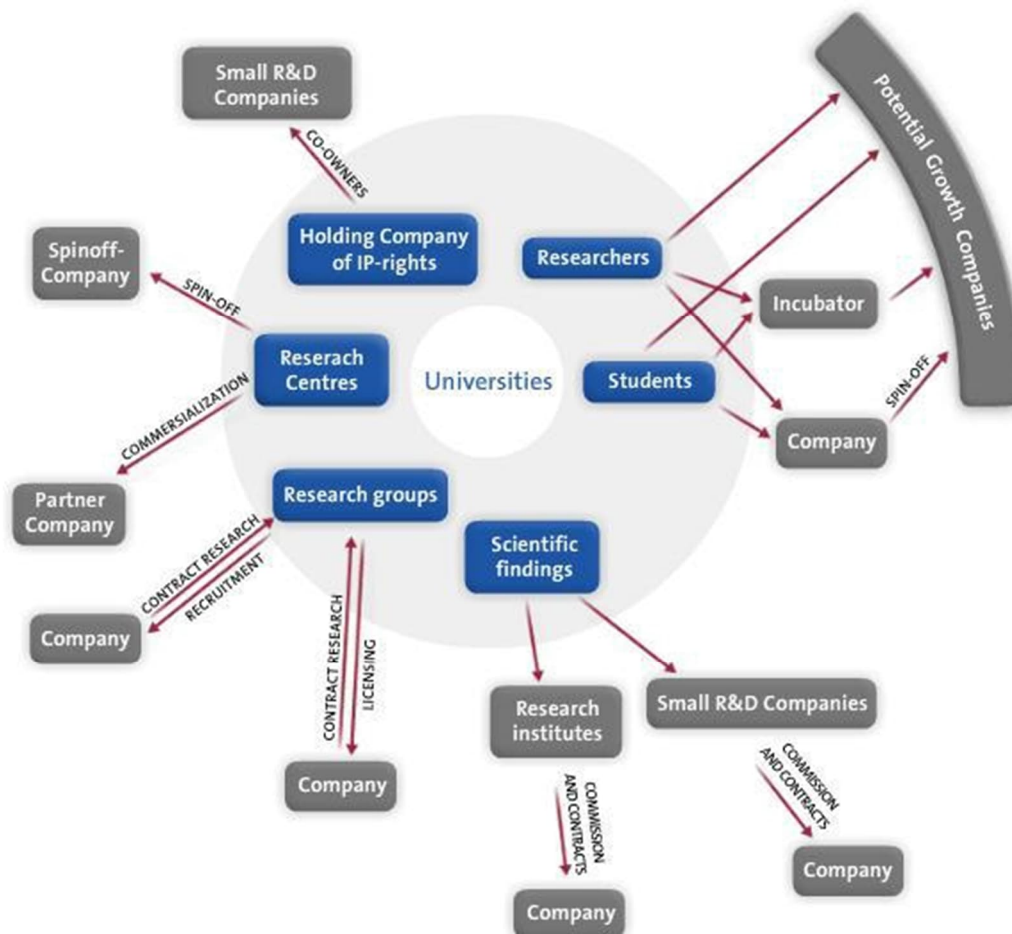 Small R&D
Companies
CO-OWNERS
Holding Company
of IP-rights
Spinoff-
Company
SPIN-OFF
Reserach
Centres
COMMERSIALIZATION
Partner
Company
Universities
Researchers
Students
Incubator
Company
SPIN-OFF
Potential Growth Companies
Research groups
CONTRACT RESEARCH
RECRUITMENT
Company
CONTRACT RESEARCH
LICENSING
Company
Scientific
findings
Research
institutes
COMMISSION
AND CONTRACTS
Company
Small R&D Companies
COMMISSION
AND CONTRACTS
Company